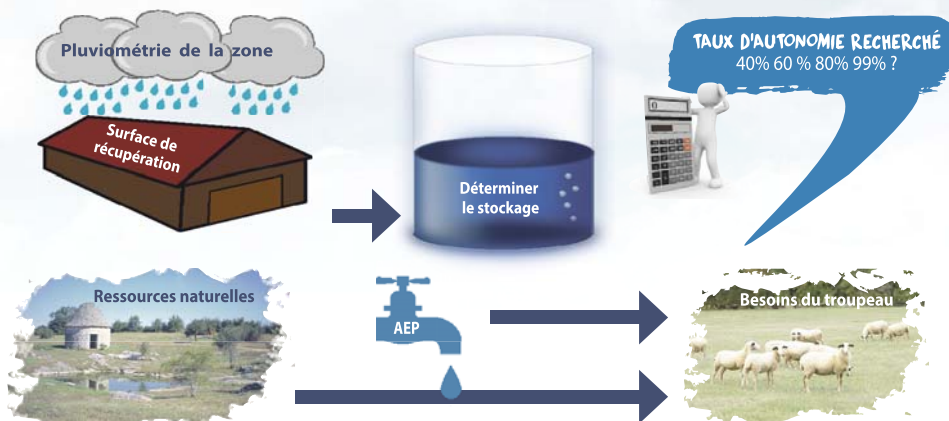 Pluviométrie de la zone
Surface de
récupération
Déterminer
le stockage
TAUX D'AUTONOMIE RECHERCHÉ
40% 60 % 80% 99% ?
0
Ressources naturelles
AEP
Besoins du troupeau